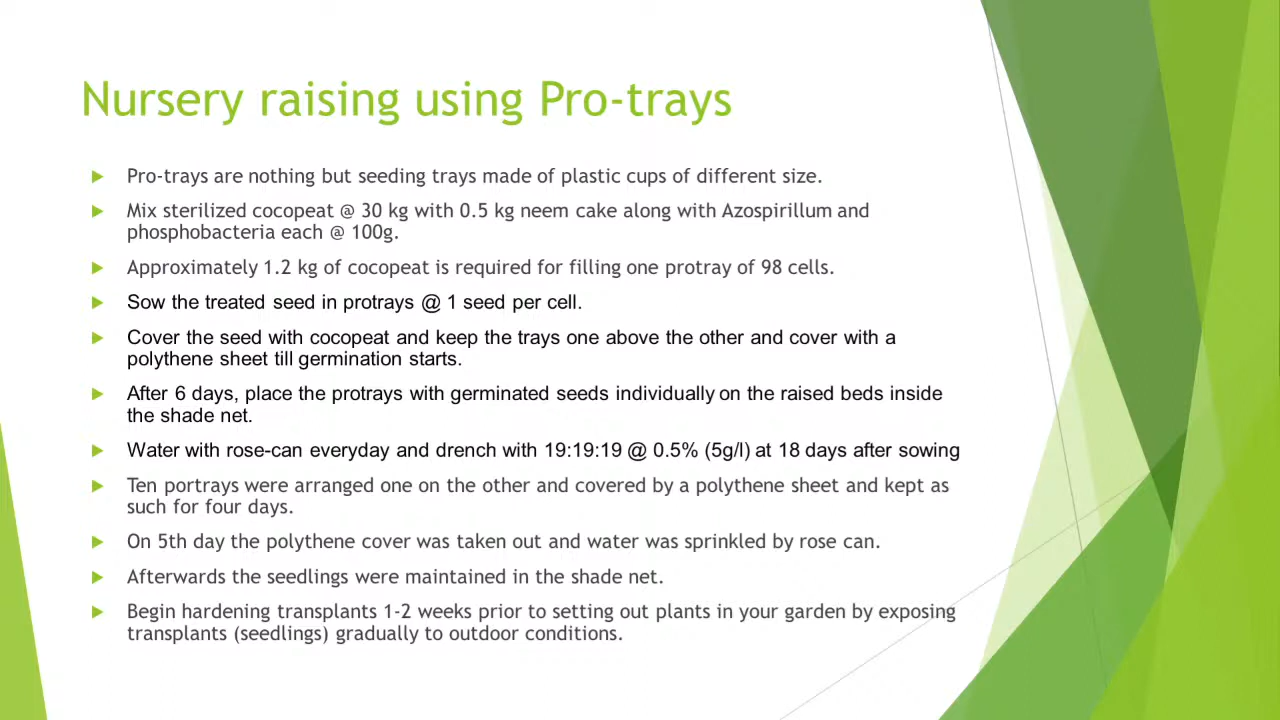 Nursery raising using Pro-trays
Pro-trays are nothing but seeding trays made of plastic cups of different size.
Mix sterilized cocopeat @ 30 kg with 0.5 kg neem cake along with Azospirillum and
phosphobacteria each @ 100g.
Approximately 1.2 kg of cocopeat is required for filling one protray of 98 cells.
Sow the treated seed in protrays @ 1 seed per cell.
Cover the seed with cocopeat and keep the trays one above the other and cover with a
polythene sheet till germination starts.
After 6 days, place the protrays with germinated seeds individually on the raised beds inside
the shade net.
Water with rose-can everyday and drench with 19:19:19 @ 0.5% (5g/l) at 18 days after sowing
Ten portrays were arranged one on the other and covered by a polythene sheet and kept as
such for four days.
On 5th day the polythene cover was taken out and water was sprinkled by rose can.
Afterwards the seedlings were maintained in the shade net.
Begin hardening transplants 1-2 weeks prior to setting out plants in your garden by exposing
transplants (seedlings) gradually to outdoor conditions.